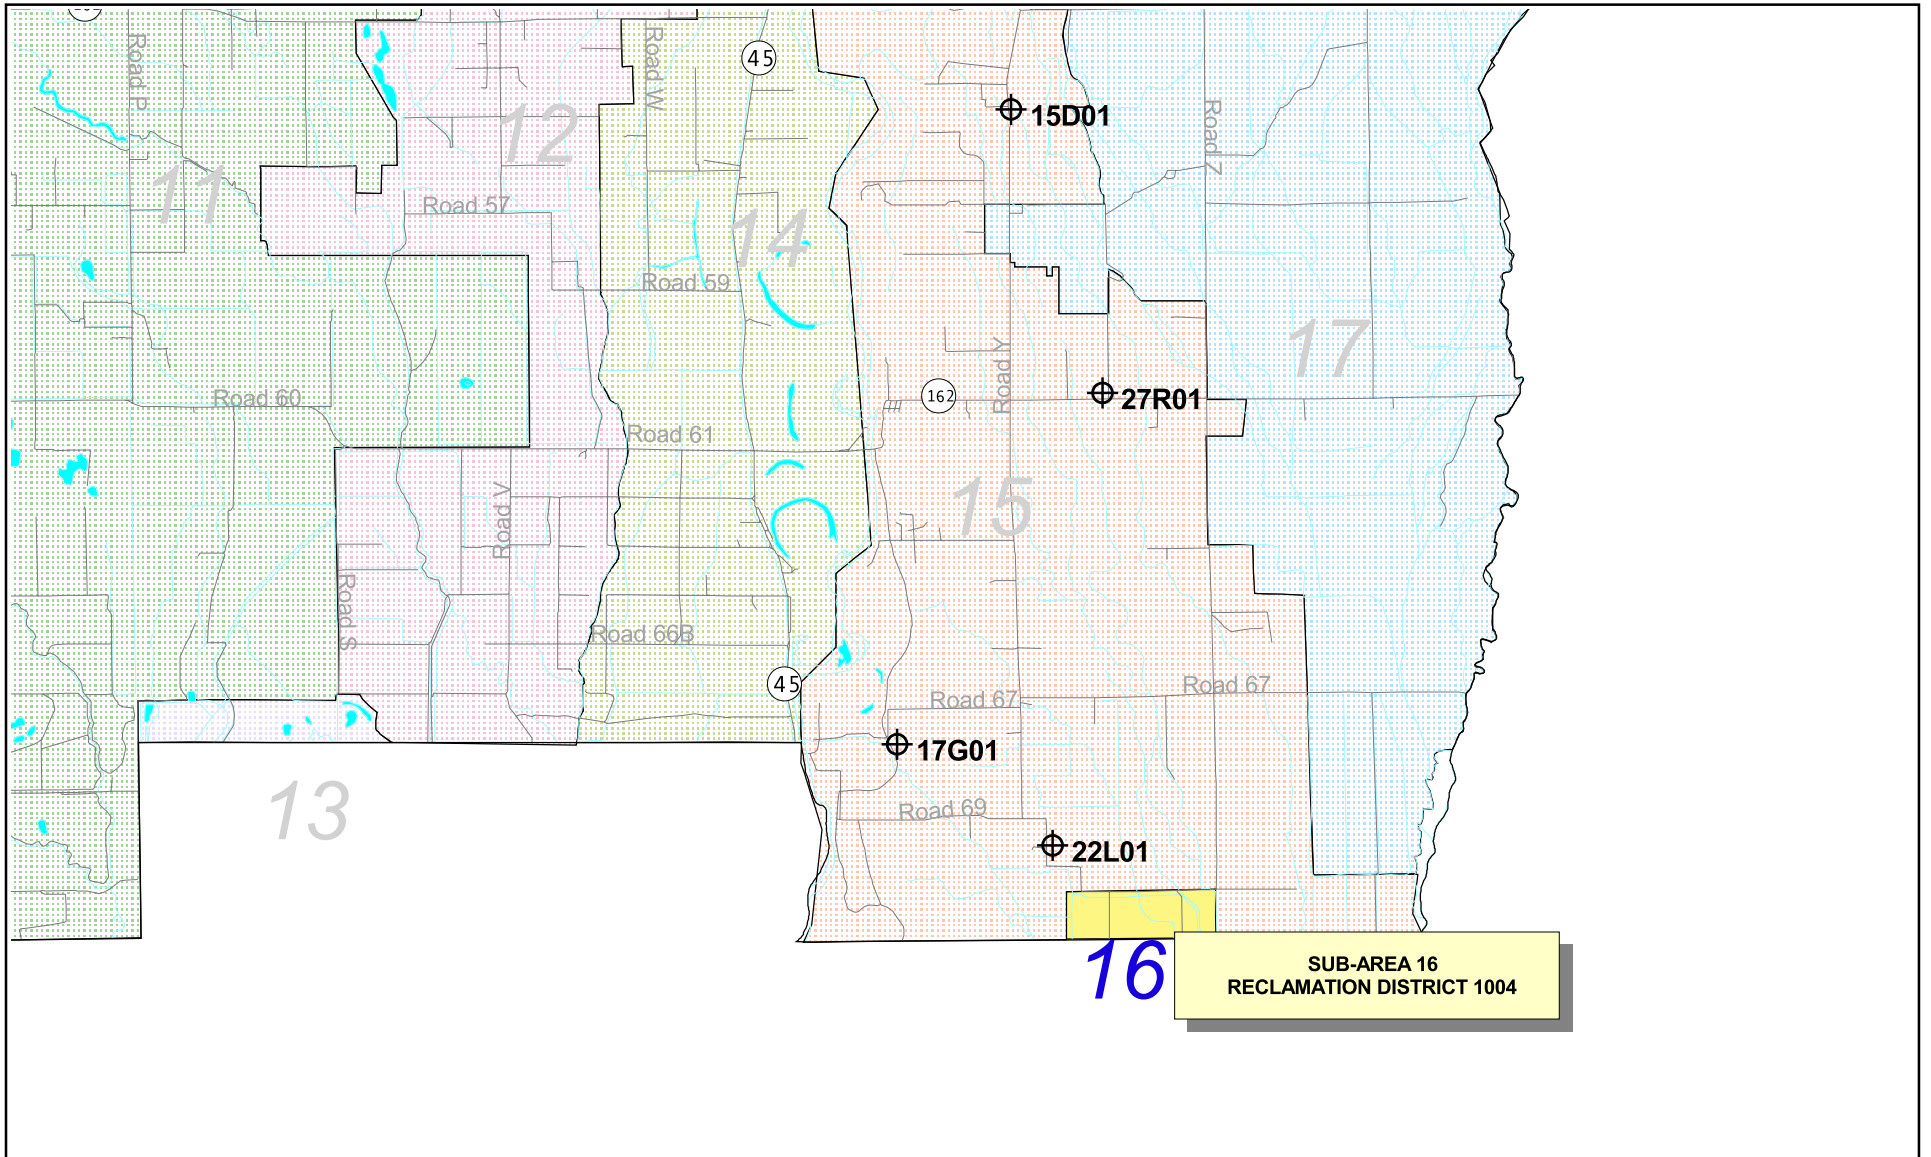 Road P
Road W
45
12
15D01
Road Z
11
Road 57
14
Road 59
17
Road Y
Road 60
162
27R01
Road 61
Road V
15
Road S
Road 66B
45
Road 67
Road 67
17G01
13
Road 69
22L01
16
SUB-AREA 16
RECLAMATION DISTRICT 1004